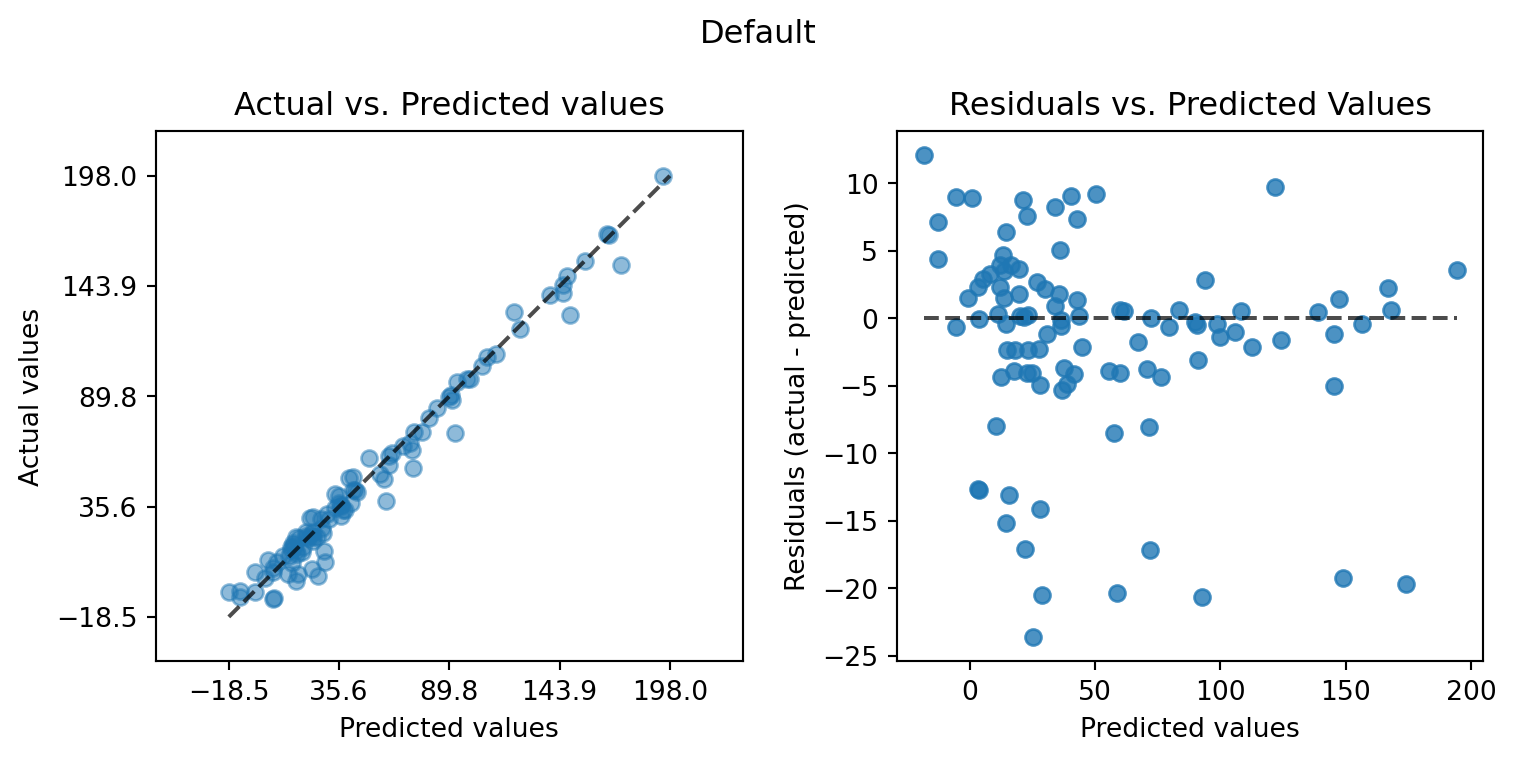 Default
Actual vs. Predicted values
Actual values
198.0
143.9
89.8
35.6
−18.5
−18.5 35.6 89.8 143.9 198.0
Predicted values
Residuals vs. Predicted Values
Residuals (actual - predicted)
10
5
0
−5
−10
−15
−20
−25
0 50 100 150 200
Predicted values